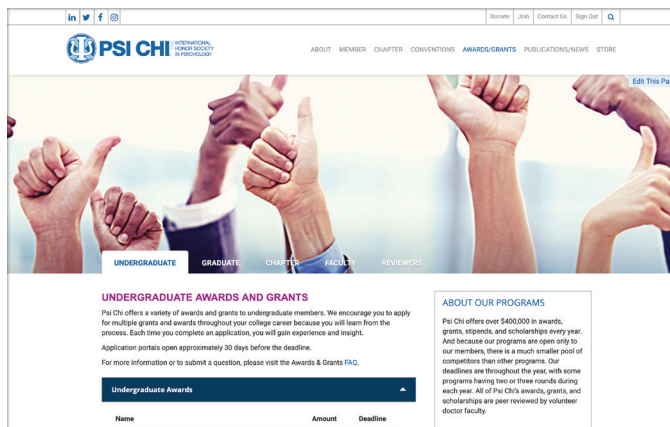 Donate Join Contact Us Sign Out
PSI CHI INTERNATIONAL
HONOR SOCIETY
IN PSYCHOLOGY
ABOUT MEMBER CHAPTER CONVENTIONS AWARDS/GRANTS PUBLICATIONS/NEWS STORE
Edit This Pa
UNDERGRADUATE GRADUATE CHAPTER FACULTY REVIEWERS
UNDERGRADUATE AWARDS AND GRANTS
Psi Chi offers a variety of awards and grants to undergraduate members. We encourage you to apply
for multiple grants and awards throughout your college career because you will learn from the
process. Each time you complete an application, you will gain experience and insight.
Application portals open approximately 30 days before the deadline.
For more information or to submit a question, please visit the Awards & Grants FAQ.
Undergraduate Awards
Name Amount Deadline
ABOUT OUR PROGRAMS
Psi Chi offers over $400,000 in awards,
grants, stipends, and scholarships every year.
And because our programs are open only to
our members, there is a much smaller pool of
competitors than other programs. Our
deadlines are throughout the year, with some
programs having two or three rounds during
each year. All of Psi Chi's awards, grants, and
scholarships are peer reviewed by volunteer
doctor faculty.